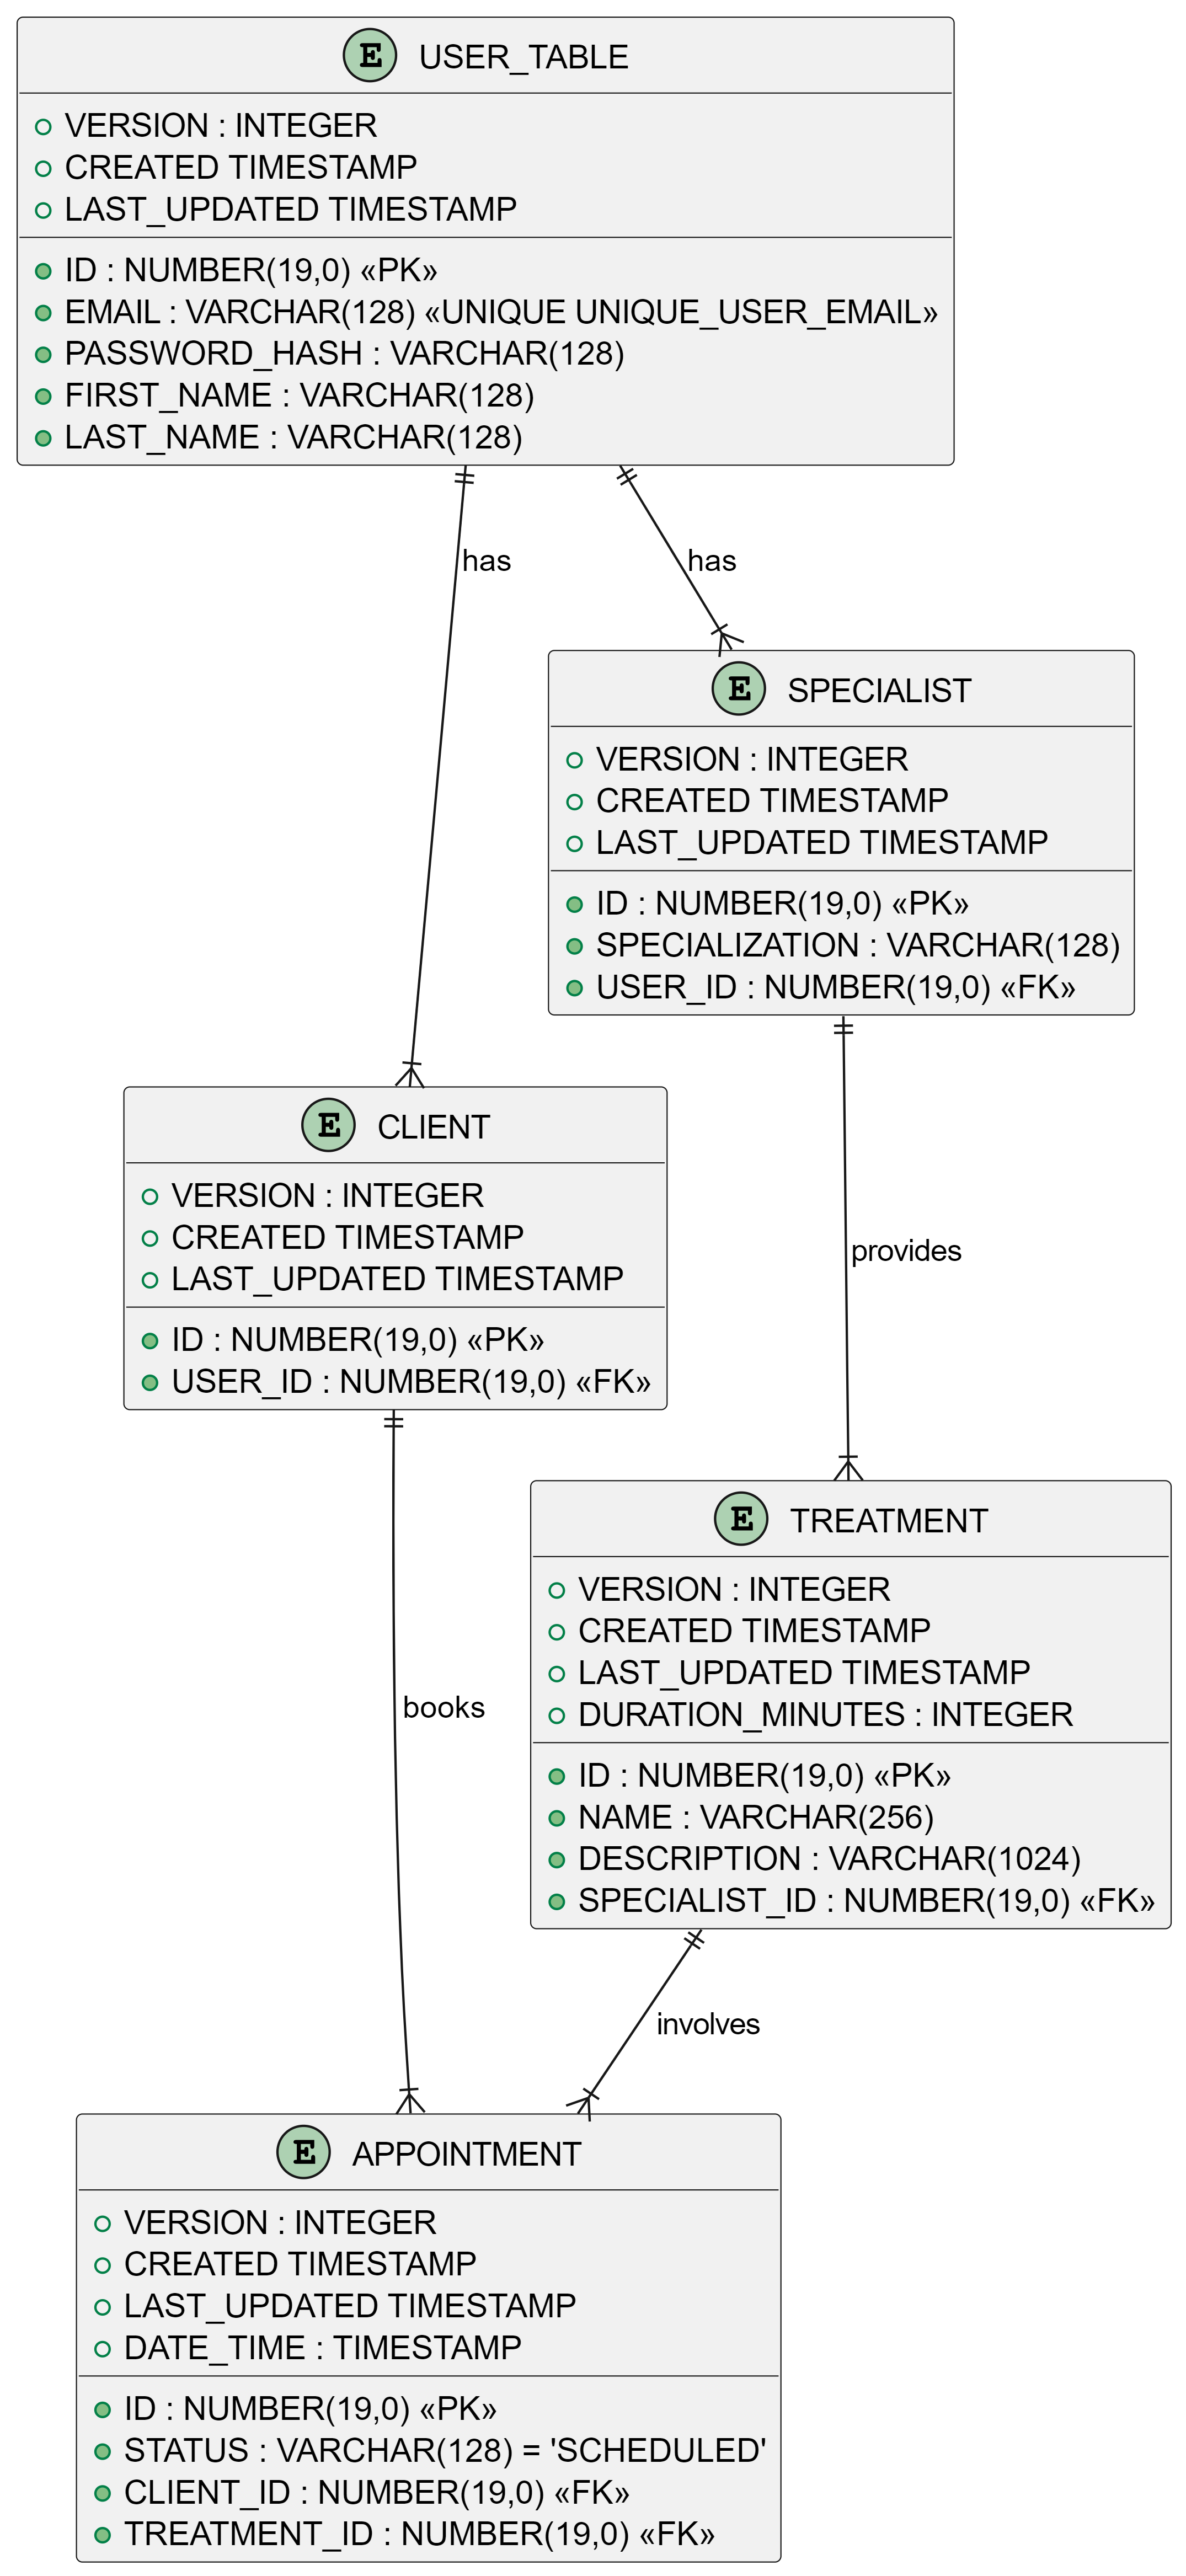 E USER_TABLE
VERSION : INTEGER
CREATED TIMESTAMP
LAST_UPDATED TIMESTAMP
ID : NUMBER(19,0) «PK»
EMAIL : VARCHAR(128) «UNIQUE UNIQUE_USER_EMAIL»
PASSWORD_HASH : VARCHAR(128)
FIRST_NAME : VARCHAR(128)
LAST_NAME : VARCHAR(128)
has
has
E SPECIALIST
VERSION : INTEGER
CREATED TIMESTAMP
LAST_UPDATED TIMESTAMP
ID : NUMBER(19,0) «PK»
SPECIALIZATION : VARCHAR(128)
USER_ID : NUMBER(19,0) «FK»
E CLIENT
VERSION : INTEGER
CREATED TIMESTAMP
LAST_UPDATED TIMESTAMP
ID : NUMBER(19,0) «PK»
USER_ID : NUMBER(19,0) «FK»
provides
E TREATMENT
VERSION : INTEGER
CREATED TIMESTAMP
LAST_UPDATED TIMESTAMP
DURATION_MINUTES : INTEGER
ID : NUMBER(19,0) «PK»
NAME : VARCHAR(256)
DESCRIPTION : VARCHAR(1024)
SPECIALIST_ID : NUMBER(19,0) «FK»
books
involves
E APPOINTMENT
VERSION : INTEGER
CREATED TIMESTAMP
LAST_UPDATED TIMESTAMP
DATE_TIME : TIMESTAMP
ID : NUMBER(19,0) «PK»
STATUS : VARCHAR(128) = 'SCHEDULED'
CLIENT_ID : NUMBER(19,0) «FK»
TREATMENT_ID : NUMBER(19,0) «FK»